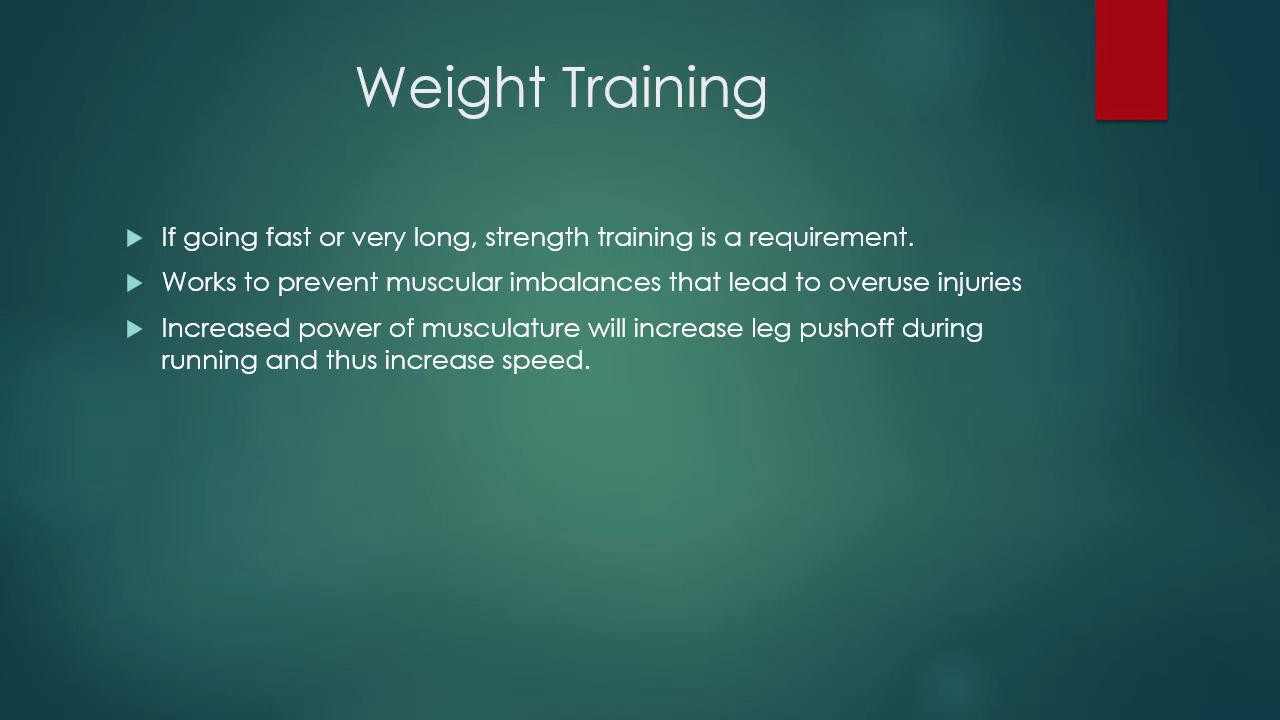 Weight Training
If going fast or very long, strength training is a requirement.
Works to prevent muscular imbalances that lead to overuse injuries
Increased power of musculature will increase leg pushoff during
running and thus increase speed.